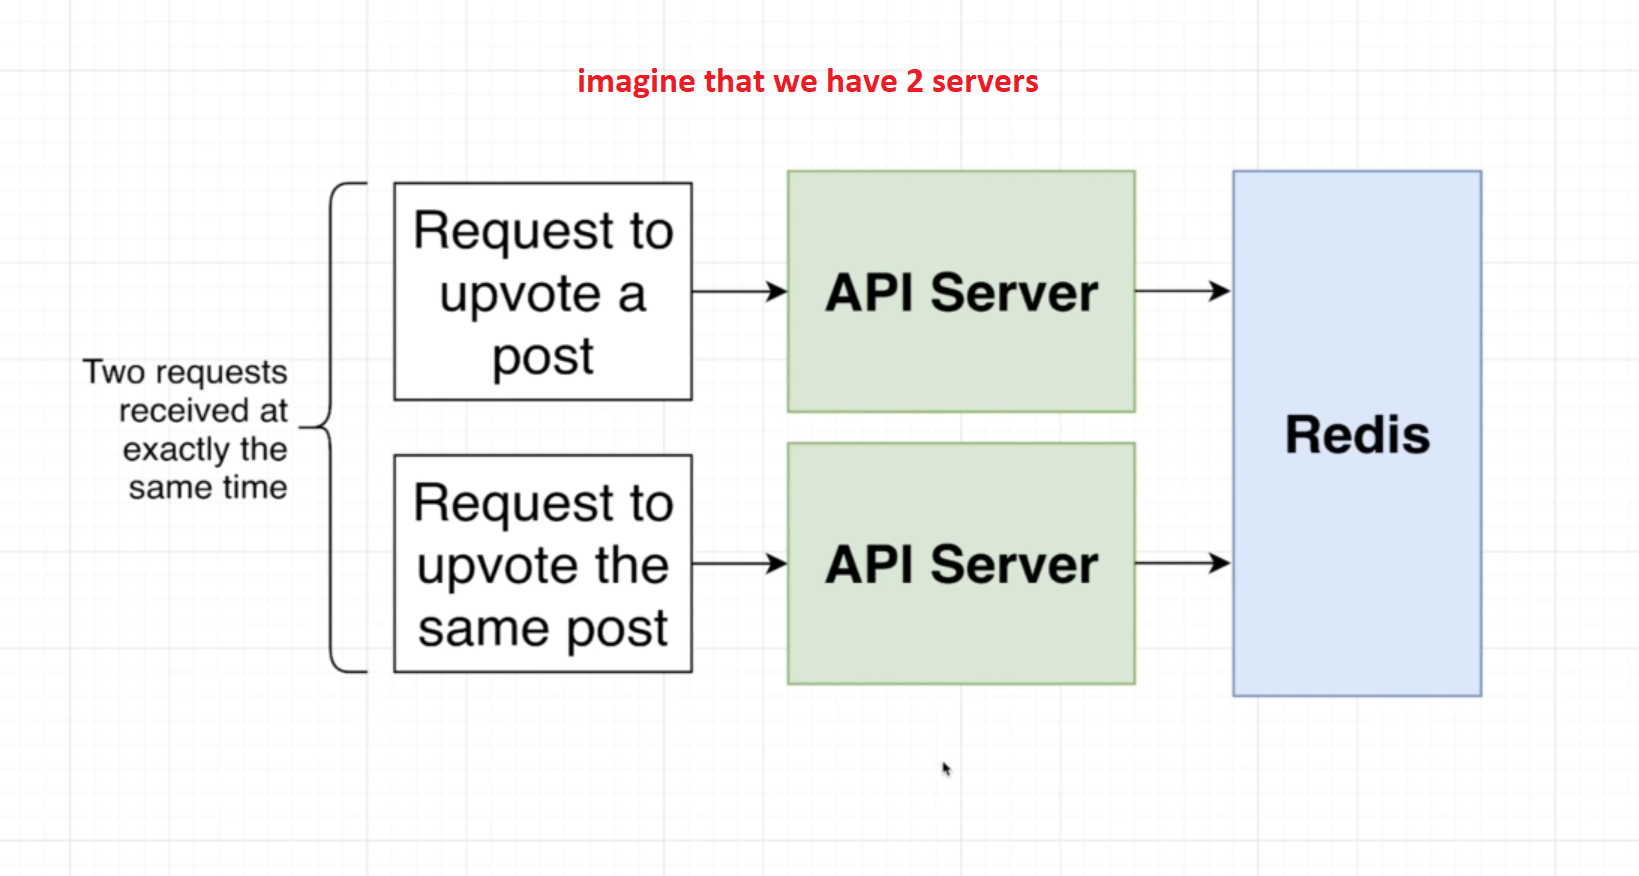 imagine that we have 2 servers
Two requests
received at
exactly the
same time
Request to
upvote a
post
API Server
Request to
upvote the
same post
API Server
Redis